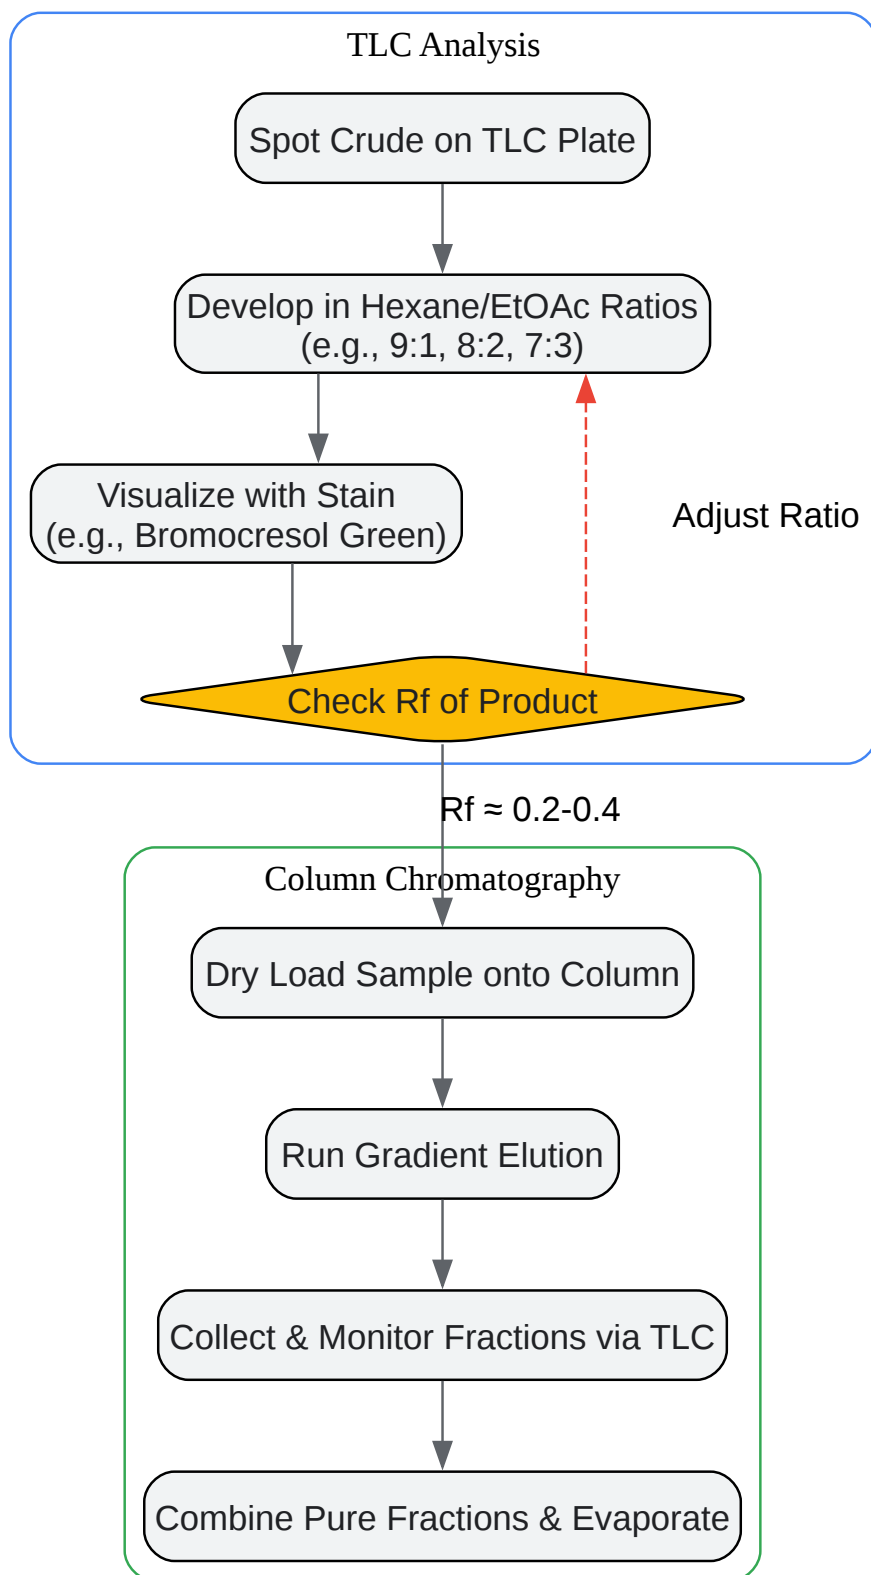 TLC Analysis
Spot Crude on TLC Plate
Develop in Hexane/EtOAc Ratios
(e.g., 9:1, 8:2, 7:3)
Visualize with Stain
(e.g., Bromocresol Green)
Adjust Ratio
Check Rf of Product
Rf ≈ 0.2-0.4
Column Chromatography
Dry Load Sample onto Column
Run Gradient Elution
Collect & Monitor Fractions via TLC
Combine Pure Fractions & Evaporate